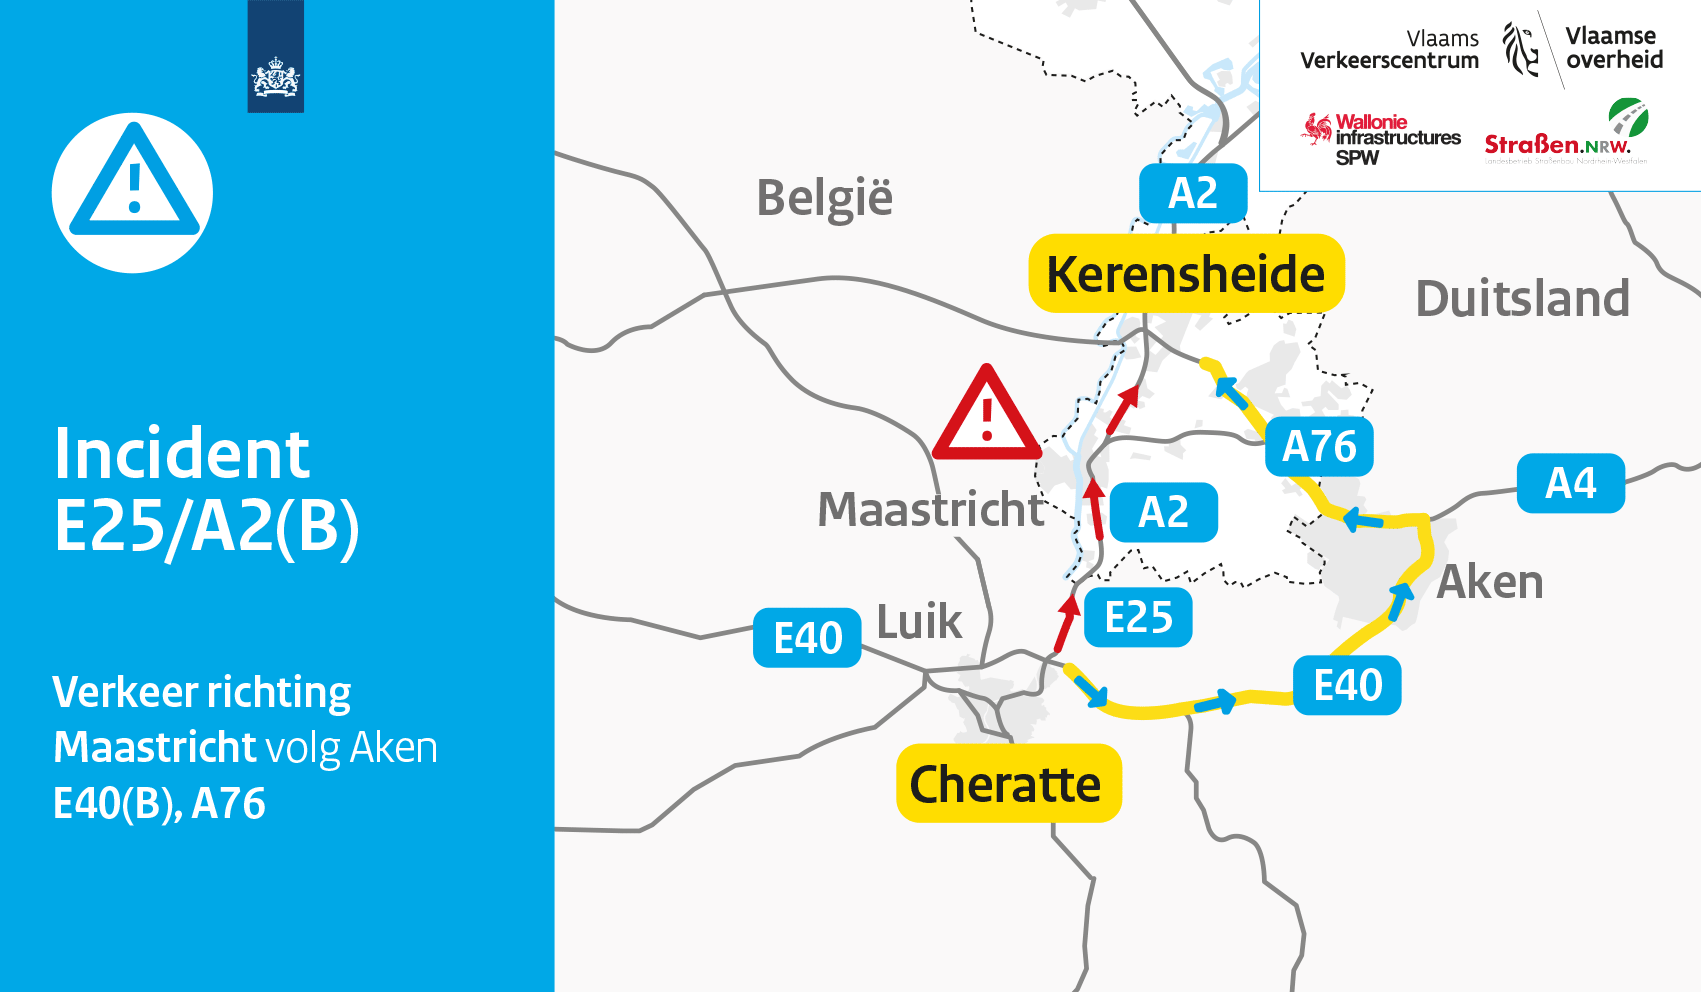 Incident
E25/A2(B)
Verkeer richting
Maastricht volg Aken
E40(B), A76
Vlaams
Verkeerscentrum
Vlaamse
overheid
Wallonie
infrastructures
SPW
Straßen.NRW.
Landesbetrieb Straßenbau Nordrhein-Westfalen
België
A2
Kerensheide
Duitsland
A76
A4
Maastricht
A2
Aken
E25
Luik
E40
E40
Cheratte